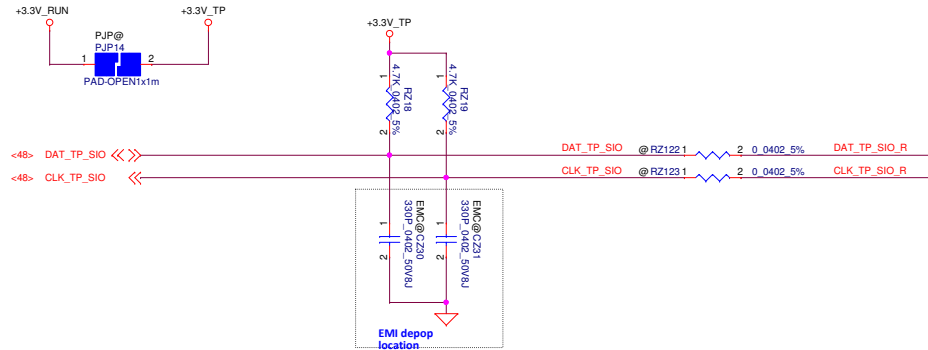 +3.3V_RUN
+3.3V_TP
PJP@
PJP14
1
2
PAD-OPEN1x1m
+3.3V_TP
1
1
4.7K_0402_5%
RZ18
4.7K_0402_5%
RZ19
2
2
<48> DAT_TP_SIO
DAT_TP_SIO @RZ122 1 2 0_0402_5% DAT_TP_SIO_R
<48> CLK_TP_SIO
CLK_TP_SIO @RZ123 1 2 0_0402_5% CLK_TP_SIO_R
1
1
EMC@CZ30
330P_0402_50V8J
EMC@CZ31
330P_0402_50V8J
2
2
EMI depop
location